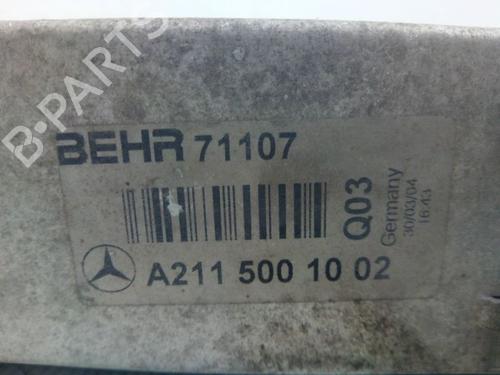 B-PARTS
BEHR 71107
Q03
Germany
30/03/04
16:43
A211 500 10 02